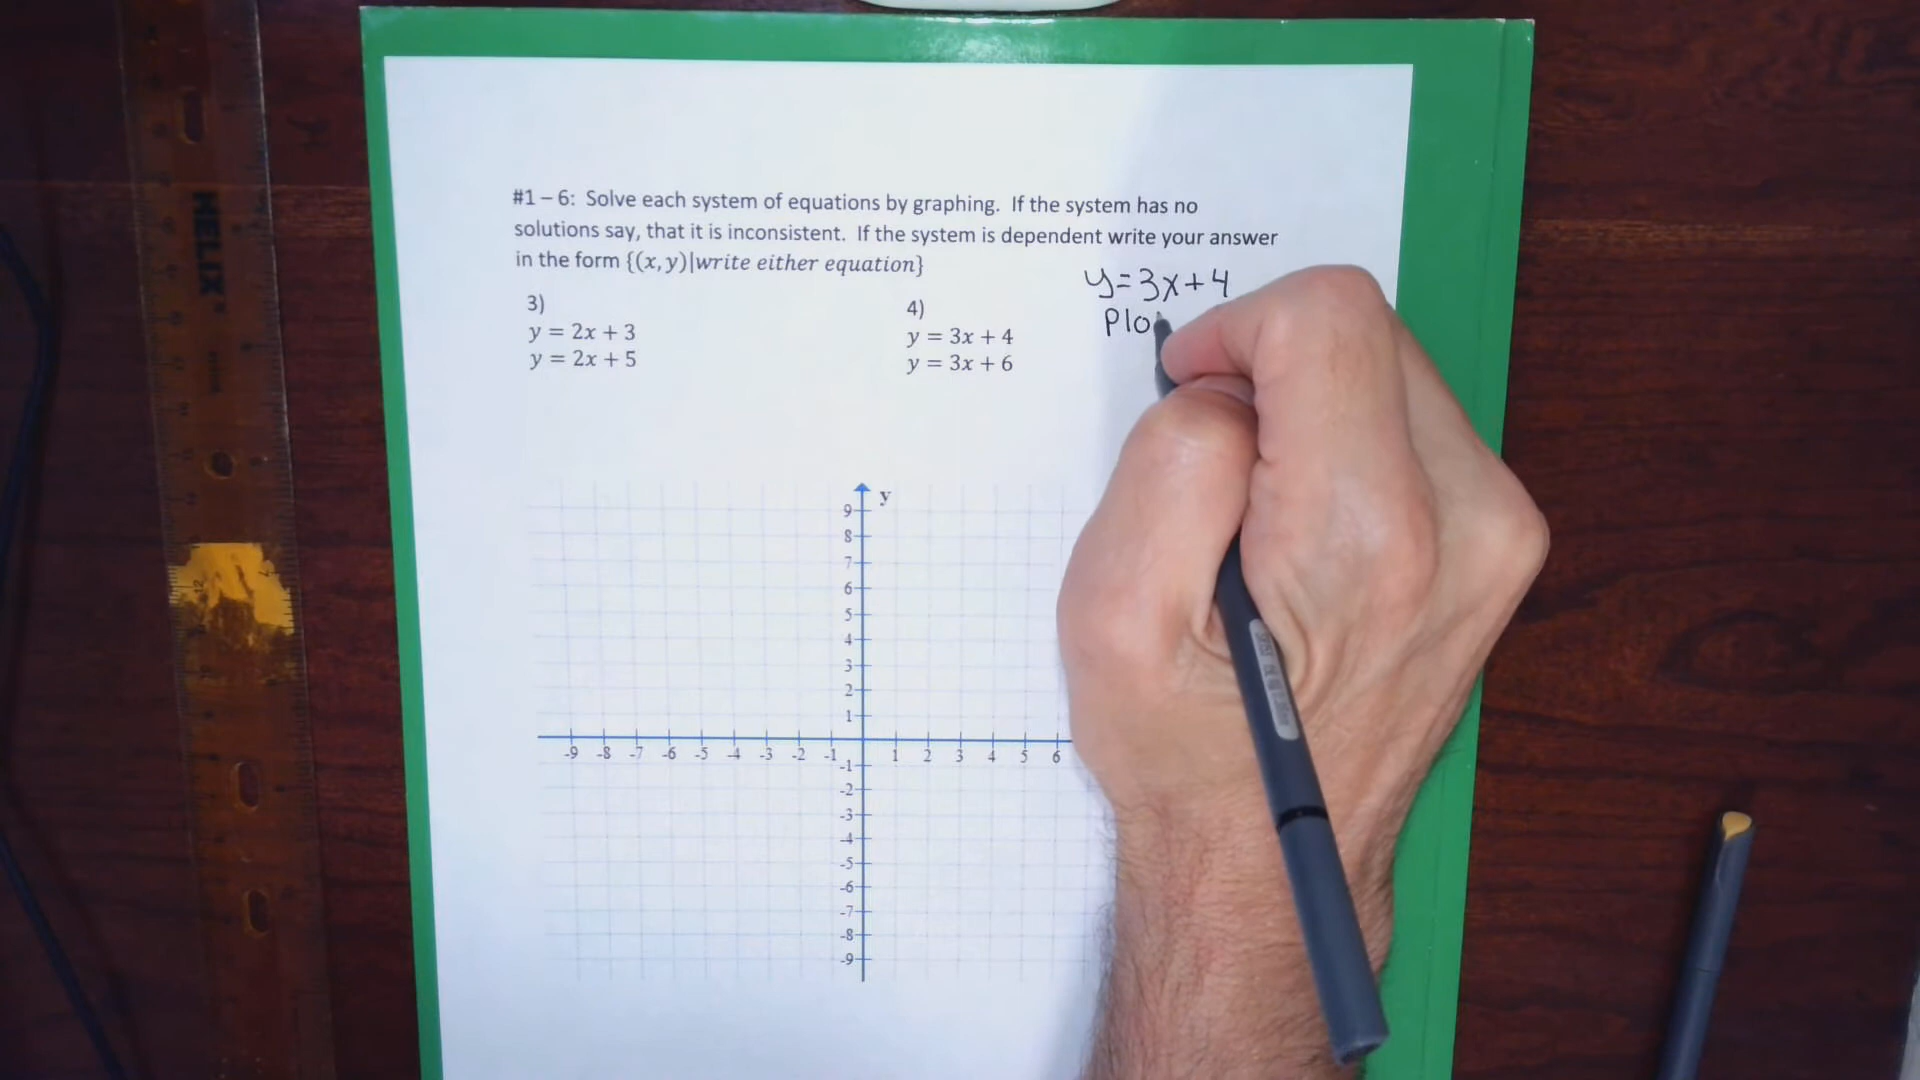 #1 – 6: Solve each system of equations by graphing. If the system has no
solutions say, that it is inconsistent. If the system is dependent write your answer
in the form {(x, y)|write either equation}
y=3x+4
Plo
3)
y = 2x + 3
y = 2x + 5
4)
y = 3x + 4
y = 3x + 6
y
9
8
7
6
5
4
3
2
1
-9 -8 -7 -6 -5 -4 -3 -2 -1 1 2 3 4 5 6
-1
-2
-3
-4
-5
-6
-7
-8
-9
HELIX